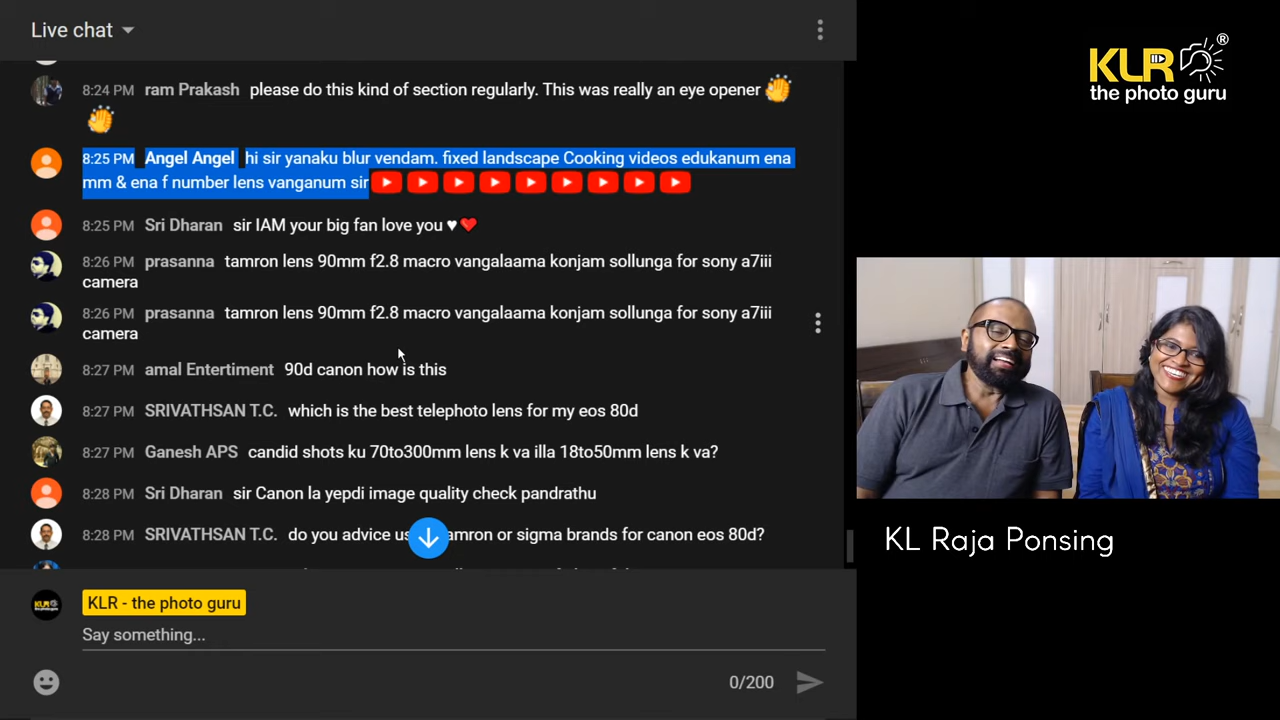 Live chat
8:24 PM ram Prakash please do this kind of section regularly. This was really an eye opener 👏
👏
8:25 PM Angel Angel hi sir yanaku blur vendam. fixed landscape Cooking videos edukanum ena
mm & ena f number lens vanganum sir
8:25 PM Sri Dharan sir IAM your big fan love you ♥❤
8:26 PM prasanna tamron lens 90mm f2.8 macro vangalaama konjam sollunga for sony a7iii
camera
8:26 PM prasanna tamron lens 90mm f2.8 macro vangalaama konjam sollunga for sony a7iii
camera
8:27 PM amal Entertiment 90d canon how is this
8:27 PM SRIVATHSAN T.C. which is the best telephoto lens for my eos 80d
8:27 PM Ganesh APS candid shots ku 70to300mm lens k va illa 18to50mm lens k va?
8:28 PM Sri Dharan sir Canon la yepdi image quality check pandrathu
8:28 PM SRIVATHSAN T.C. do you advice or sigma brands for canon eos 80d?
KLR - the photo guru
Say something...
0/200
KLR ®
the photo guru
KL Raja Ponsing